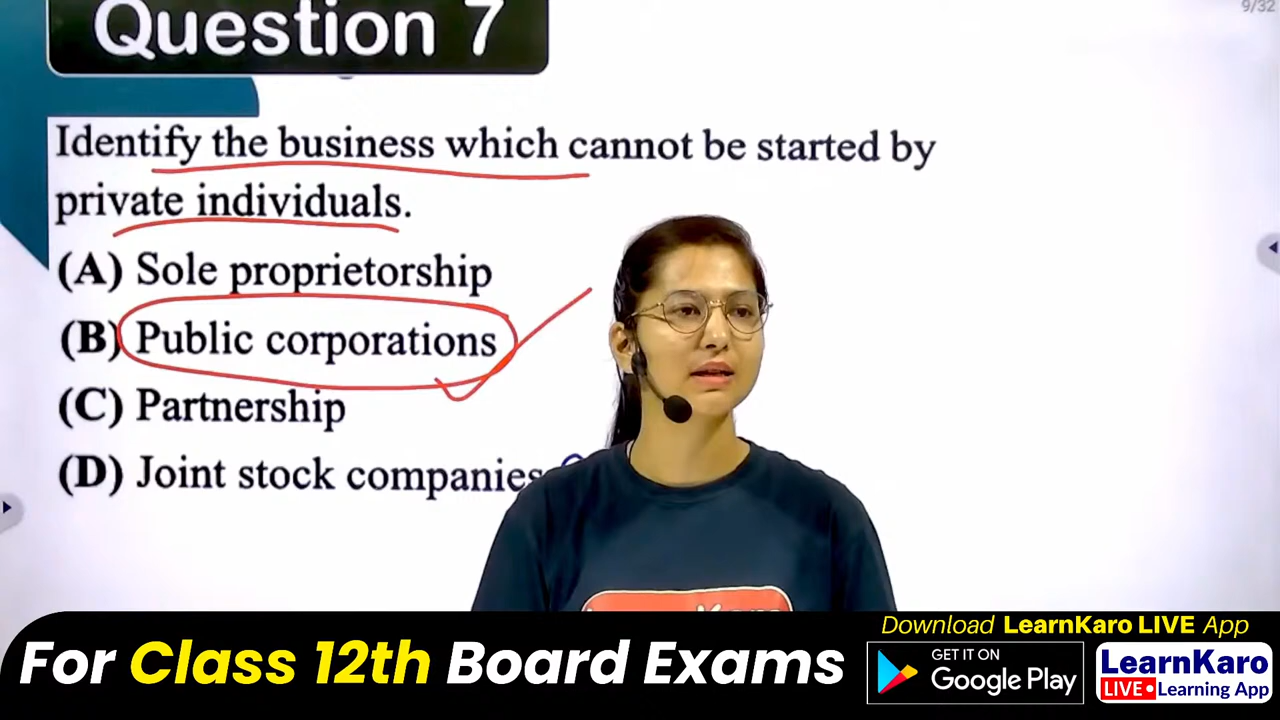 9/32
Question 7
Identify the business which cannot be started by
private individuals.
(A) Sole proprietorship
(B) Public corporations
(C) Partnership
(D) Joint stock companies
For Class 12th Board Exams
Download LearnKaro LIVE App
GET IT ON
Google Play
LearnKaro
LIVE • Learning App